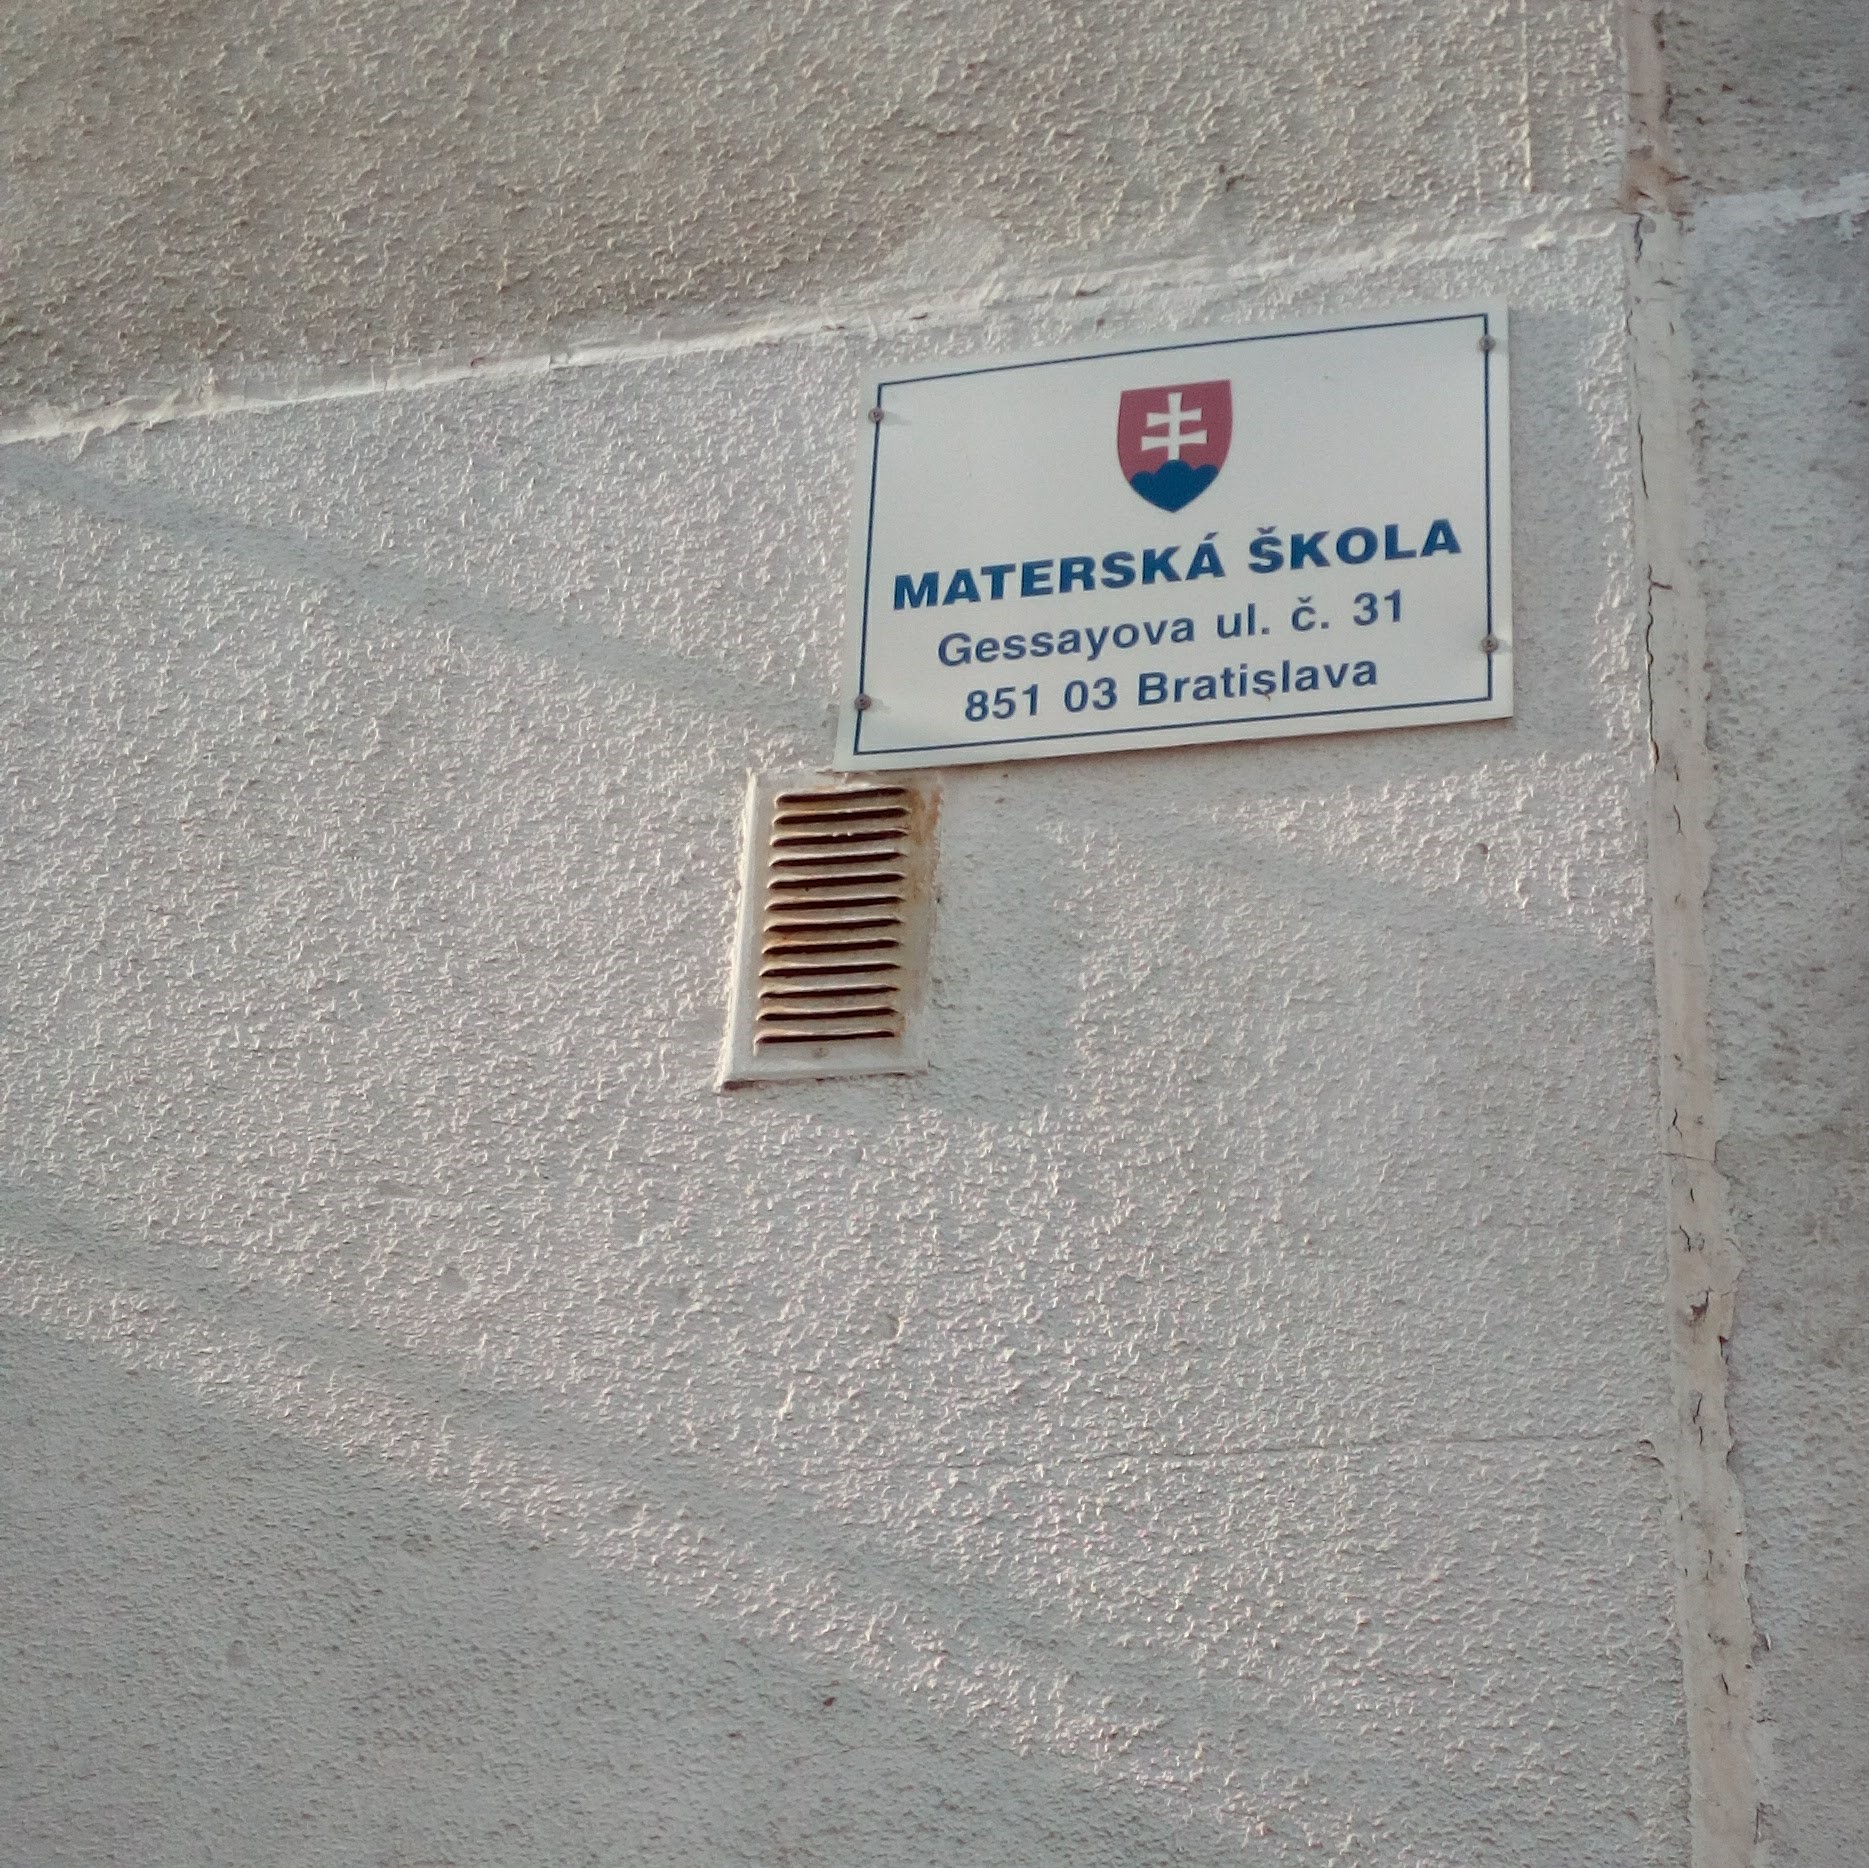 MATERSKÁ ŠKOLA
Gessayova ul. č. 31
851 03 Bratislava